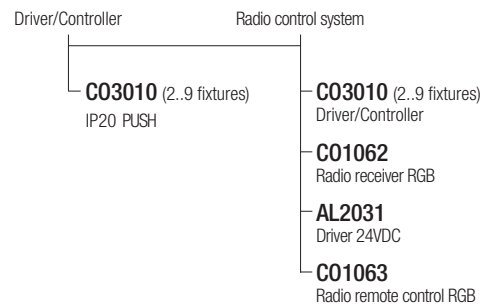 Driver/Controller
Radio control system
CO3010 (2..9 fixtures)
IP20 PUSH
CO3010 (2..9 fixtures)
Driver/Controller
CO1062
Radio receiver RGB
AL2031
Driver 24VDC
CO1063
Radio remote control RGB